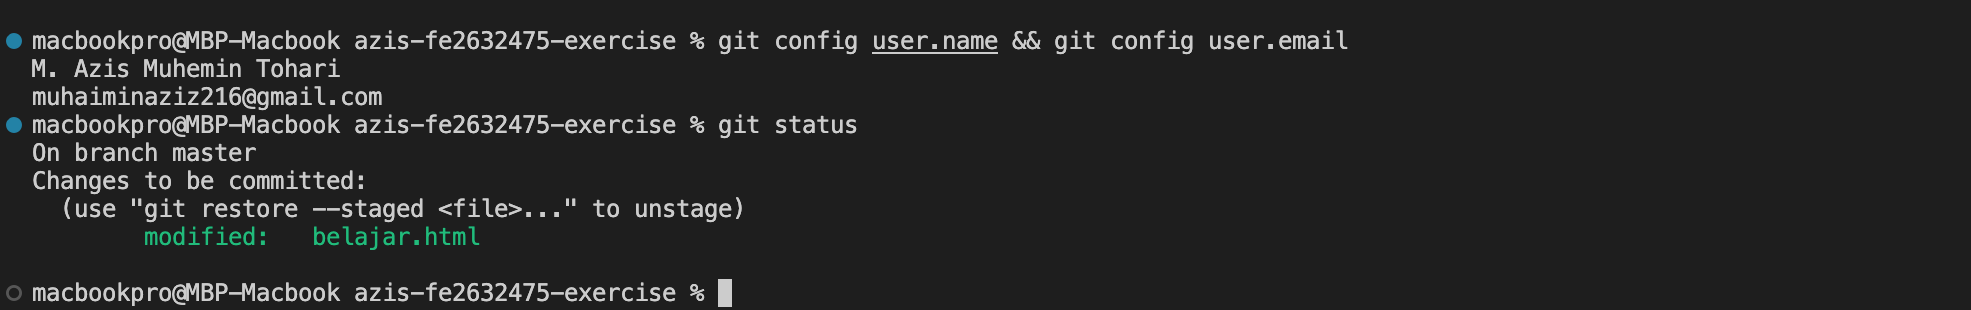 macbookpro@MBP-Macbook azis-fe2632475-exercise % git config user.name && git config user.email
M. Azis Muhemin Tohari
muhaiminaziz216@gmail.com
macbookpro@MBP-Macbook azis-fe2632475-exercise % git status
On branch master
Changes to be committed:
  (use "git restore --staged <file>..." to unstage)
        modified:   belajar.html
macbookpro@MBP-Macbook azis-fe2632475-exercise %